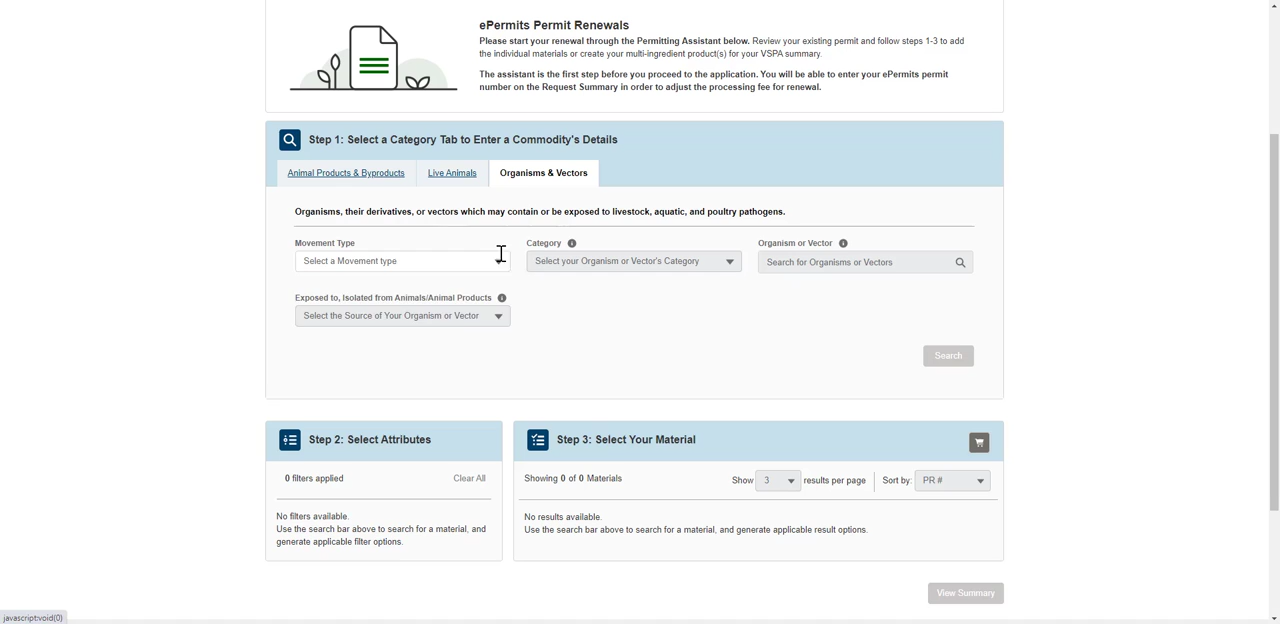 ePermits Permit Renewals
Please start your renewal through the Permitting Assistant below. Review your existing permit and follow steps 1-3 to add
the individual materials or create your multi-ingredient product(s) for your VSPA summary.
The assistant is the first step before you proceed to the application. You will be able to enter your ePermits permit
number on the Request Summary in order to adjust the processing fee for renewal.
Step 1: Select a Category Tab to Enter a Commodity's Details
Animal Products & Byproducts Live Animals Organisms & Vectors
Organisms, their derivatives, or vectors which may contain or be exposed to livestock, aquatic, and poultry pathogens.
Movement Type Category Organism or Vector
Select a Movement type Select your Organism or Vector's Category Search for Organisms or Vectors
Exposed to, Isolated from Animals/Animal Products
Select the Source of Your Organism or Vector
Search
Step 2: Select Attributes
0 filters applied Clear All
No filters available.
Use the search bar above to search for a material, and
generate applicable filter options.
Step 3: Select Your Material
Showing 0 of 0 Materials Show 3 results per page Sort by: PR #
No results available.
Use the search bar above to search for a material, and generate applicable result options.
View Summary
javascript:void(0)